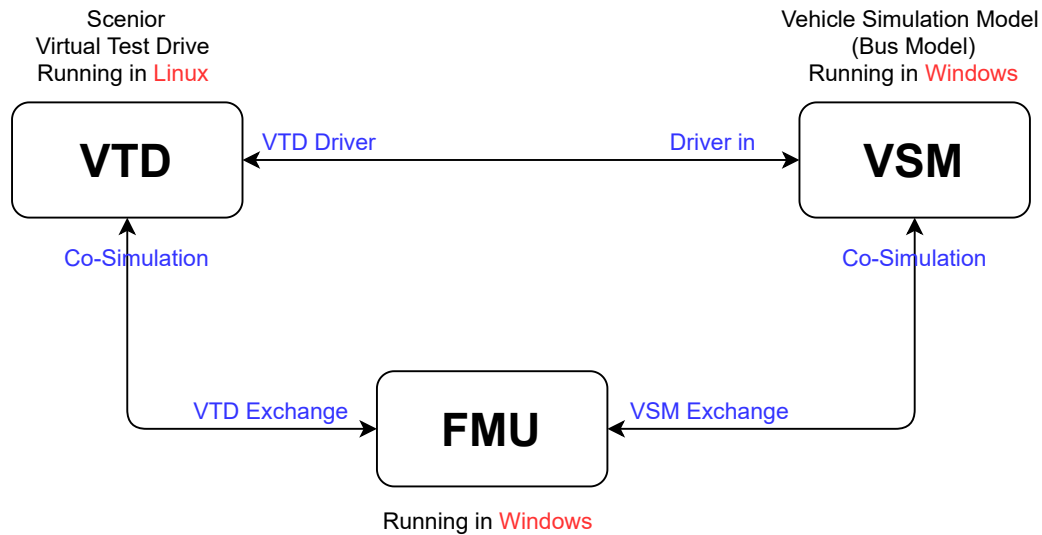 Scenior
Virtual Test Drive
Running in Linux
Vehicle Simulation Model
(Bus Model)
Running in Windows
VTD
VTD Driver
Driver in
VSM
Co-Simulation
Co-Simulation
VTD Exchange
FMU
VSM Exchange
Running in Windows